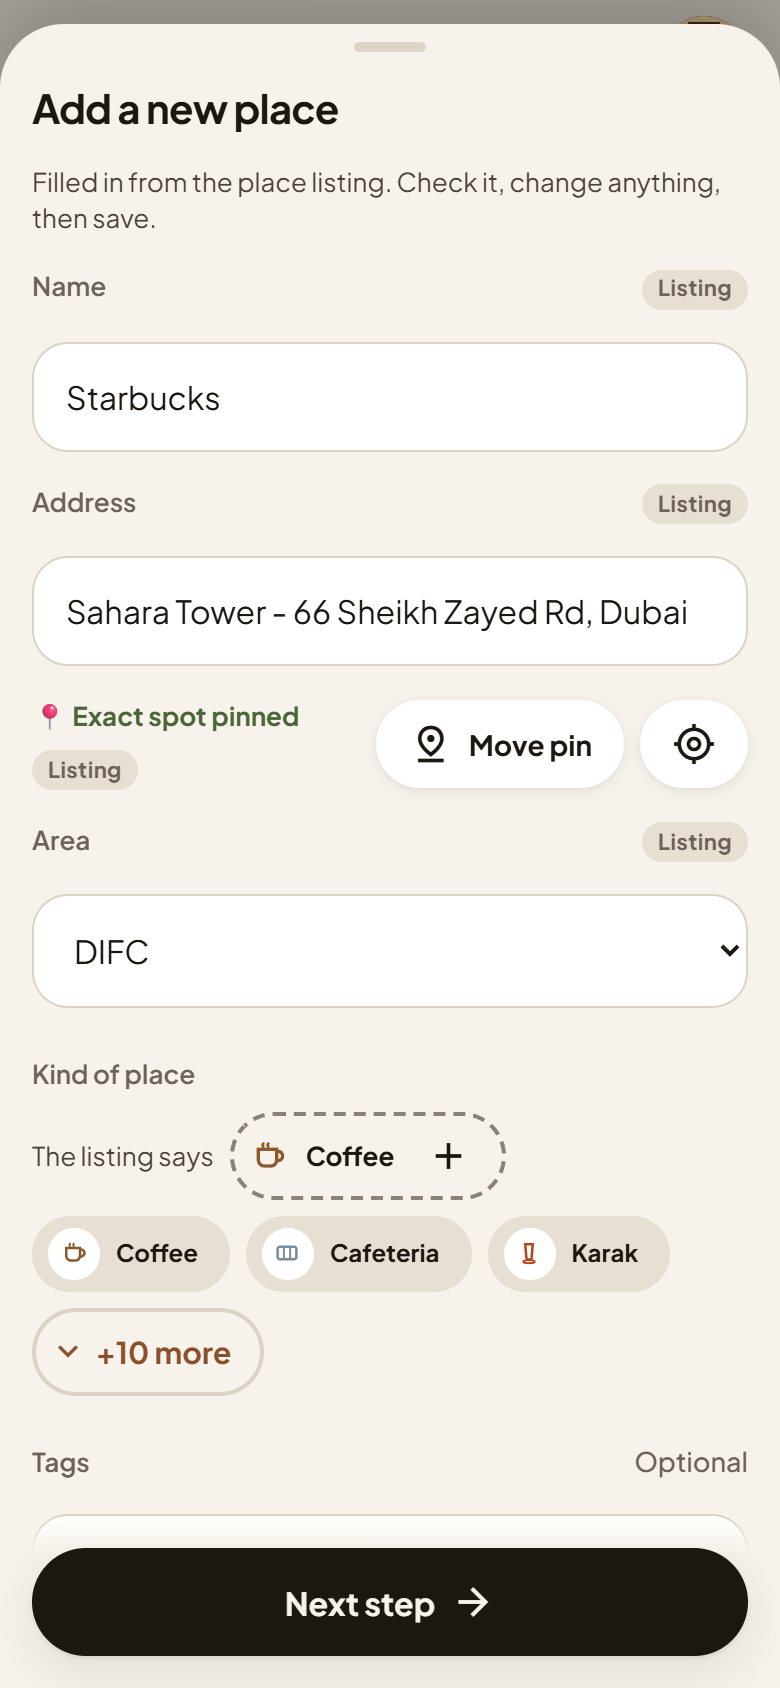 Add a new place
Filled in from the place listing. Check it, change anything,
then save.
Name
Listing
Starbucks
Address
Listing
Sahara Tower - 66 Sheikh Zayed Rd, Dubai
Exact spot pinned
Listing
Move pin
Area
Listing
DIFC
Kind of place
The listing says
Coffee
Coffee
Cafeteria
Karak
+10 more
Tags
Optional
Next step